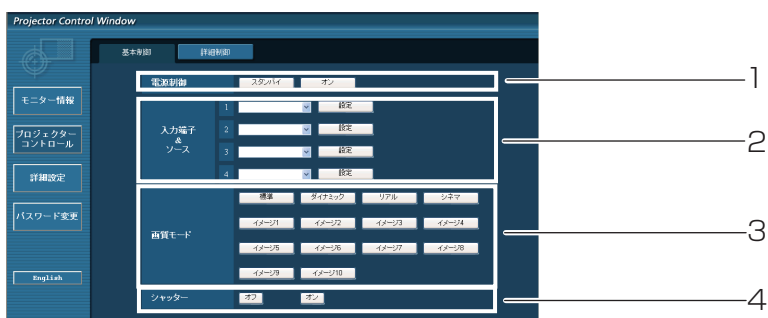 Projector Control Window
基本制御 詳細制御
電源制御 スタンバイ オン 1
モニター情報
プロジェクター
コントロール
詳細設定
パスワード変更
English
入力端子
&
ソース
1 設定
2 設定
3 設定
4 設定
2
画質モード
標準 ダイナミック リアル シネマ
イメージ1 イメージ2 イメージ3 イメージ4
イメージ5 イメージ6 イメージ7 イメージ8
イメージ9 イメージ10
3
シャッター オフ オン 4